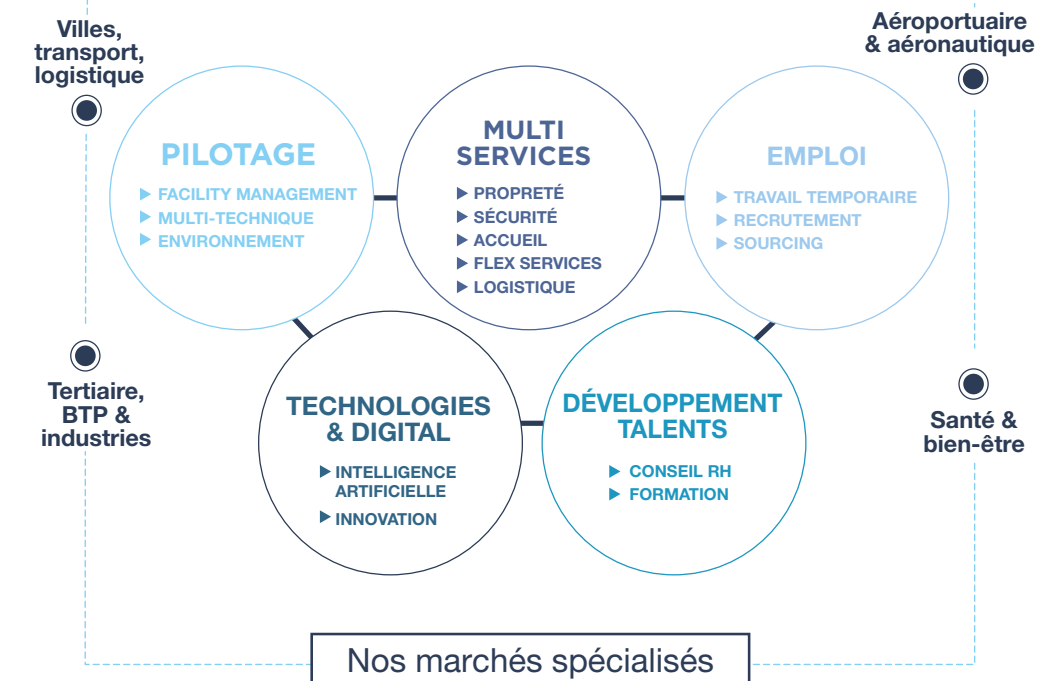 Villes,
transport,
logistique
Aéroportuaire
& aéronautique
PILOTAGE
▶ FACILITY MANAGEMENT
▶ MULTI-TECHNIQUE
▶ ENVIRONNEMENT
MULTI
SERVICES
▶ PROPRETÉ
▶ SÉCURITÉ
▶ ACCUEIL
▶ FLEX SERVICES
▶ LOGISTIQUE
EMPLOI
▶ TRAVAIL TEMPORAIRE
▶ RECRUTEMENT
▶ SOURCING
Tertiaire,
BTP &
industries
TECHNOLOGIES
& DIGITAL
▶ INTELLIGENCE
ARTIFICIELLE
▶ INNOVATION
DÉVELOPPEMENT
TALENTS
▶ CONSEIL RH
▶ FORMATION
Santé &
bien-être
Nos marchés spécialisés